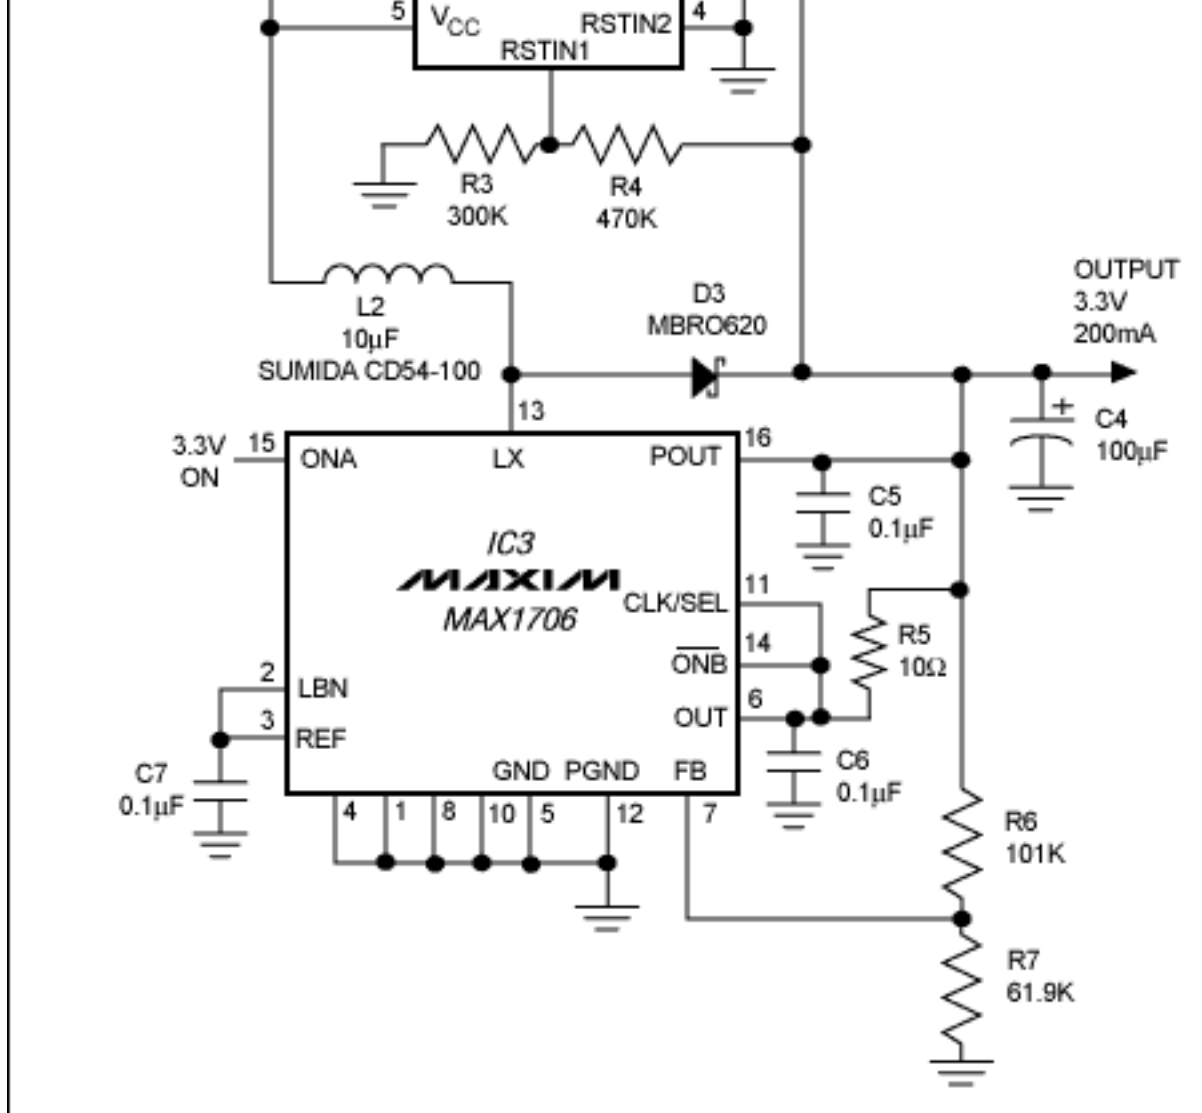 5
VCC
RSTIN2
4
RSTIN1
R3
300K
R4
470K
L2
10µF
SUMIDA CD54-100
D3
MBRO620
OUTPUT
3.3V
200mA
13
3.3V
ON
15
ONA
LX
POUT
16
C4
100µF
+
C5
0.1µF
IC3
MAXIM
MAX1706
CLK/SEL
11
ONB
14
OUT
6
R5
10Ω
2
LBN
3
REF
C7
0.1µF
GND
PGND
FB
C6
0.1µF
4
1
8
10
5
12
7
R6
101K
R7
61.9K